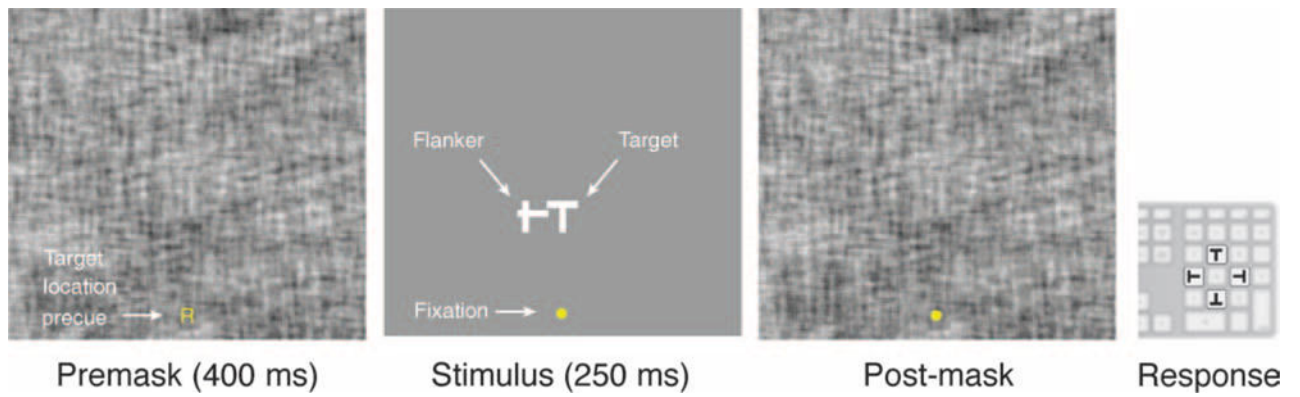 Target
location
precue
R
Flanker
Target
Fixation
Premask (400 ms)
Stimulus (250 ms)
Post-mask
Response